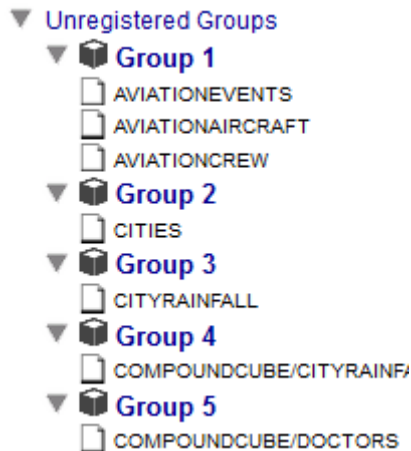 Unregistered Groups
Group 1
AVIATIONEVENTS
AVIATIONAIRCRAFT
AVIATIONCREW
Group 2
CITIES
Group 3
CITYRAINFALL
Group 4
COMPOUNDCUBE/CITYRAINFA
Group 5
COMPOUNDCUBE/DOCTORS